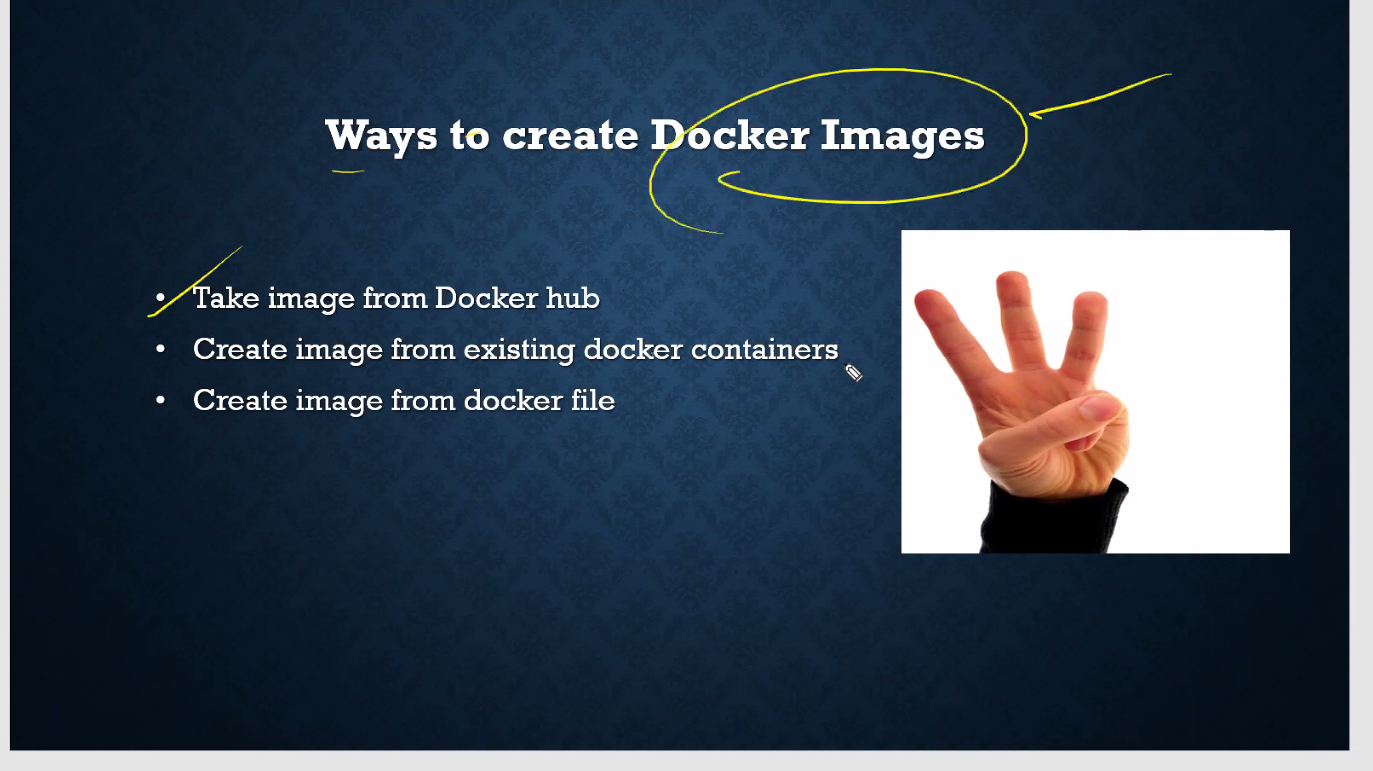 Ways to create Docker Images
• Take image from Docker hub
• Create image from existing docker containers
• Create image from docker file